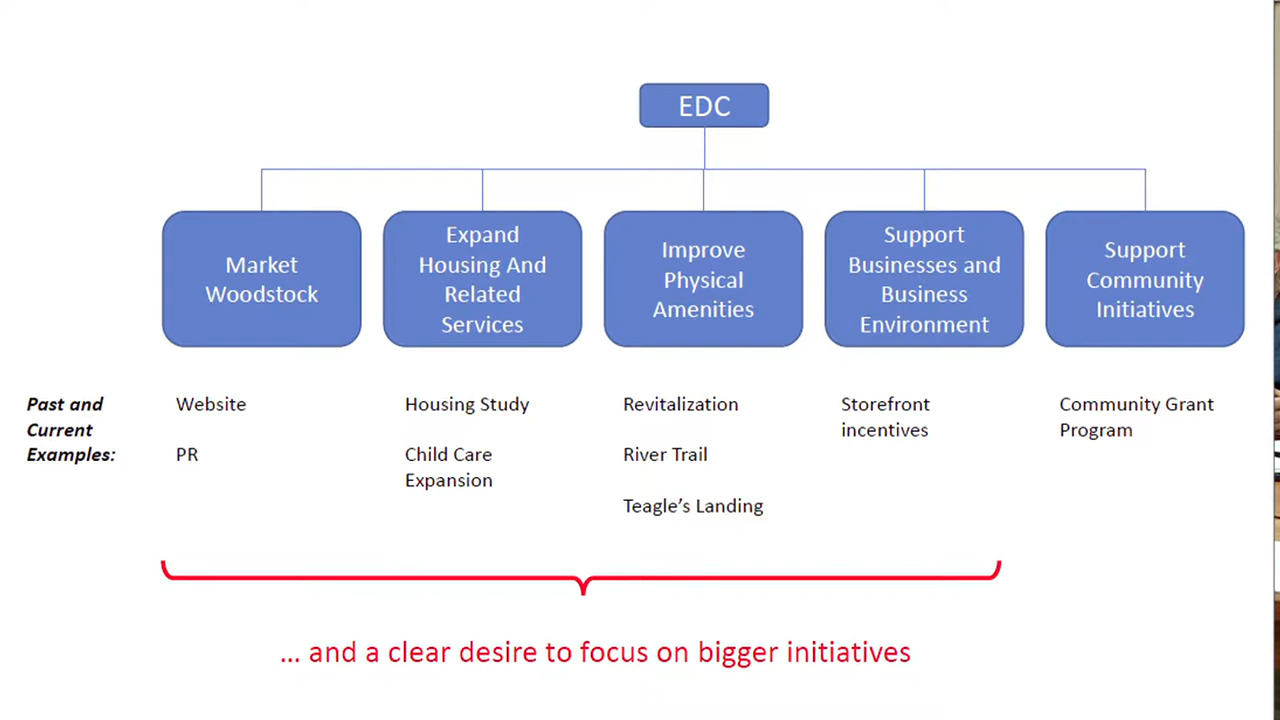 EDC
Market
Woodstock
Expand
Housing And
Related
Services
Improve
Physical
Amenities
Support
Businesses and
Business
Environment
Support
Community
Initiatives
Past and
Current
Examples:
Website
PR
Housing Study
Child Care
Expansion
Revitalization
River Trail
Teagle’s Landing
Storefront
incentives
Community Grant
Program
... and a clear desire to focus on bigger initiatives